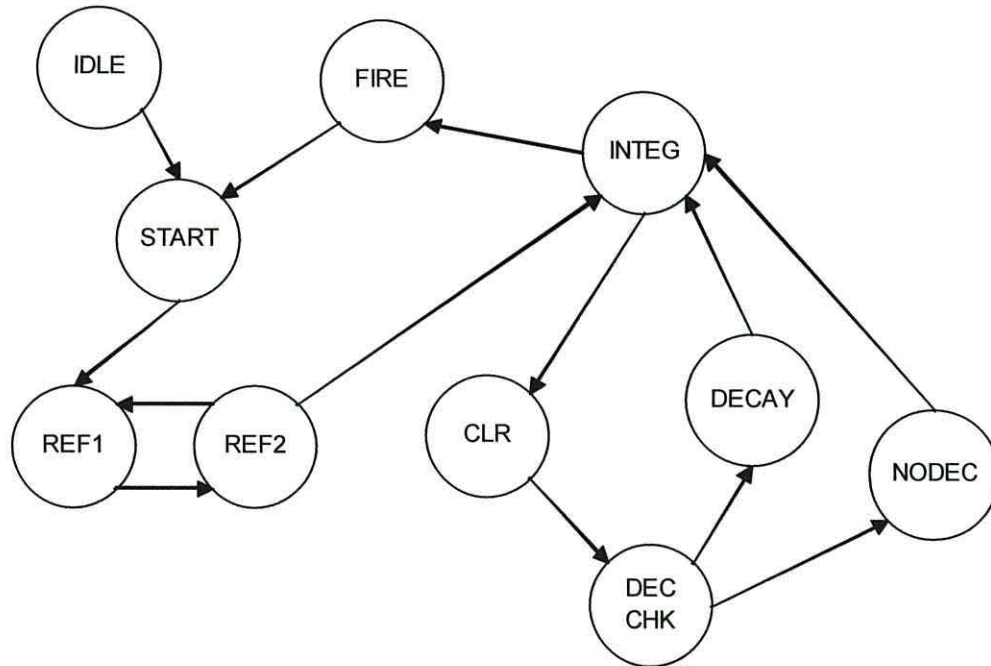 IDLE
FIRE
INTEG
START
DECAY
REF1
REF2
CLR
NODEC
DEC
CHK